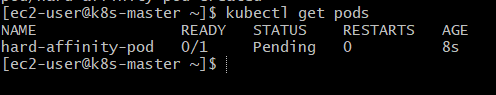 [ec2-user@k8s-master ~]$ kubectl get pods
NAME READY STATUS RESTARTS AGE
hard-affinity-pod 0/1 Pending 0 8s
[ec2-user@k8s-master ~]$